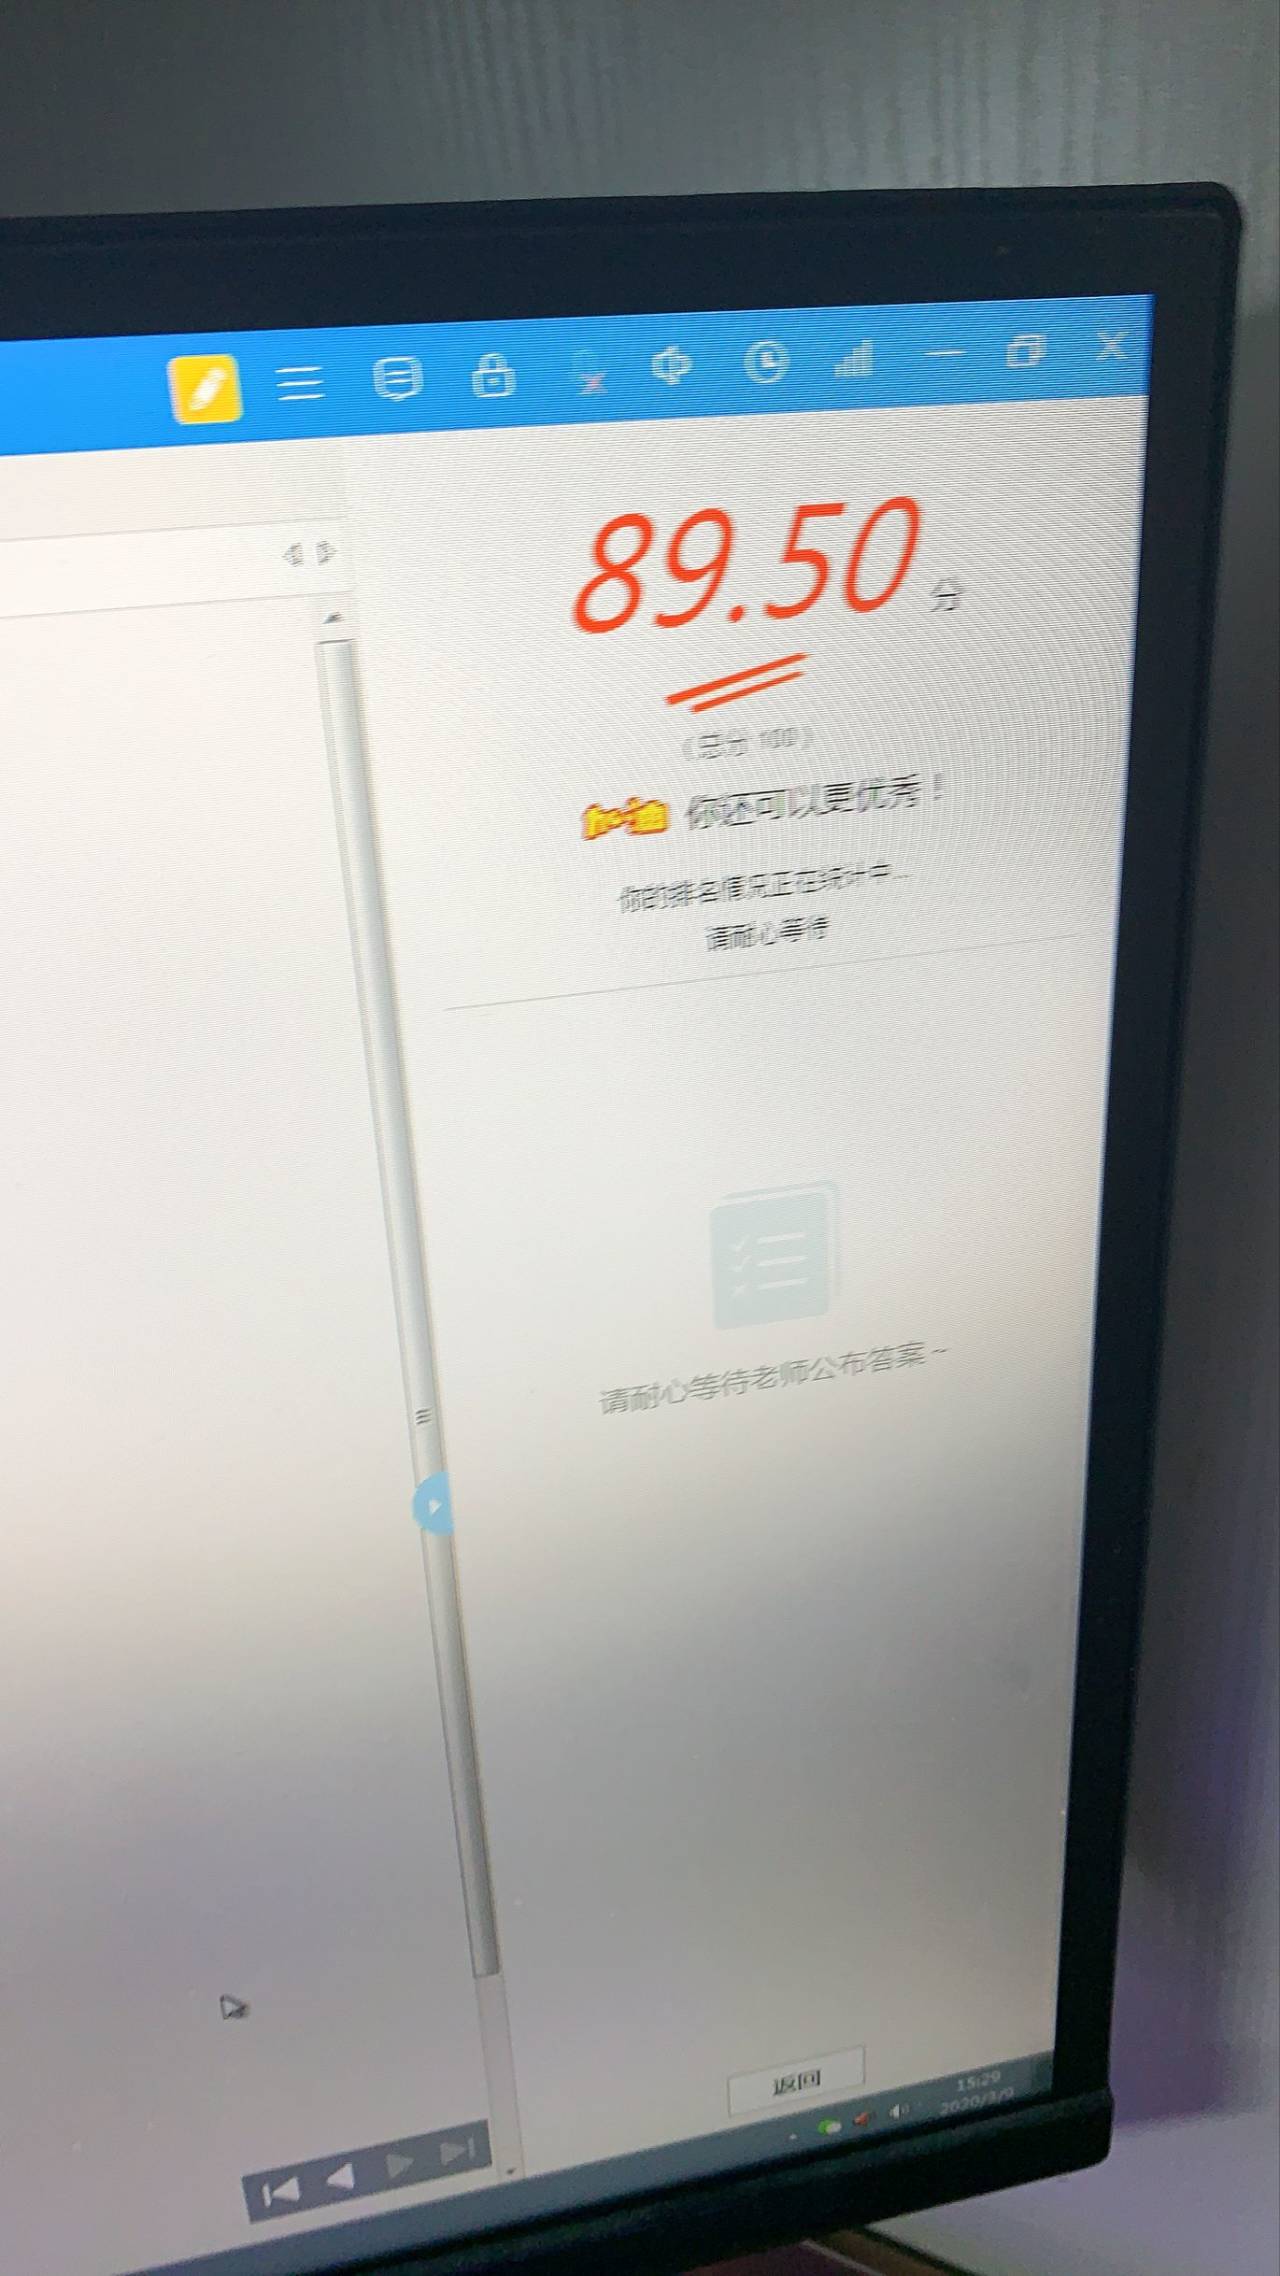 89.50 分
(总分 100)
加油 你还可以更优秀！
你的排名情况正在统计中...
请耐心等待
请耐心等待老师公布答案~
返回
15:29
2020/3/9